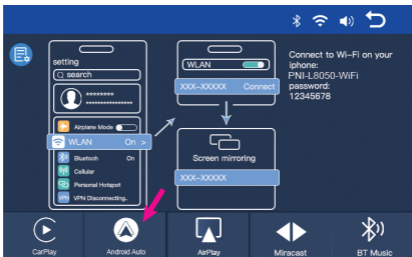 setting
search
********
****************
Airplane Mode
WLAN On >
Bluetooh On
Cellular
Personal Hotspot
VPN VPN Disconnecting..
WLAN
XXX-XXXXX Connect
Screen mirroring
XXX-XXXXX
Connect to Wi-Fi on your
iphone:
PNI-L8050-WiFi
password:
12345678
CarPlay
Android Auto
AirPlay
Miracast
BT Music